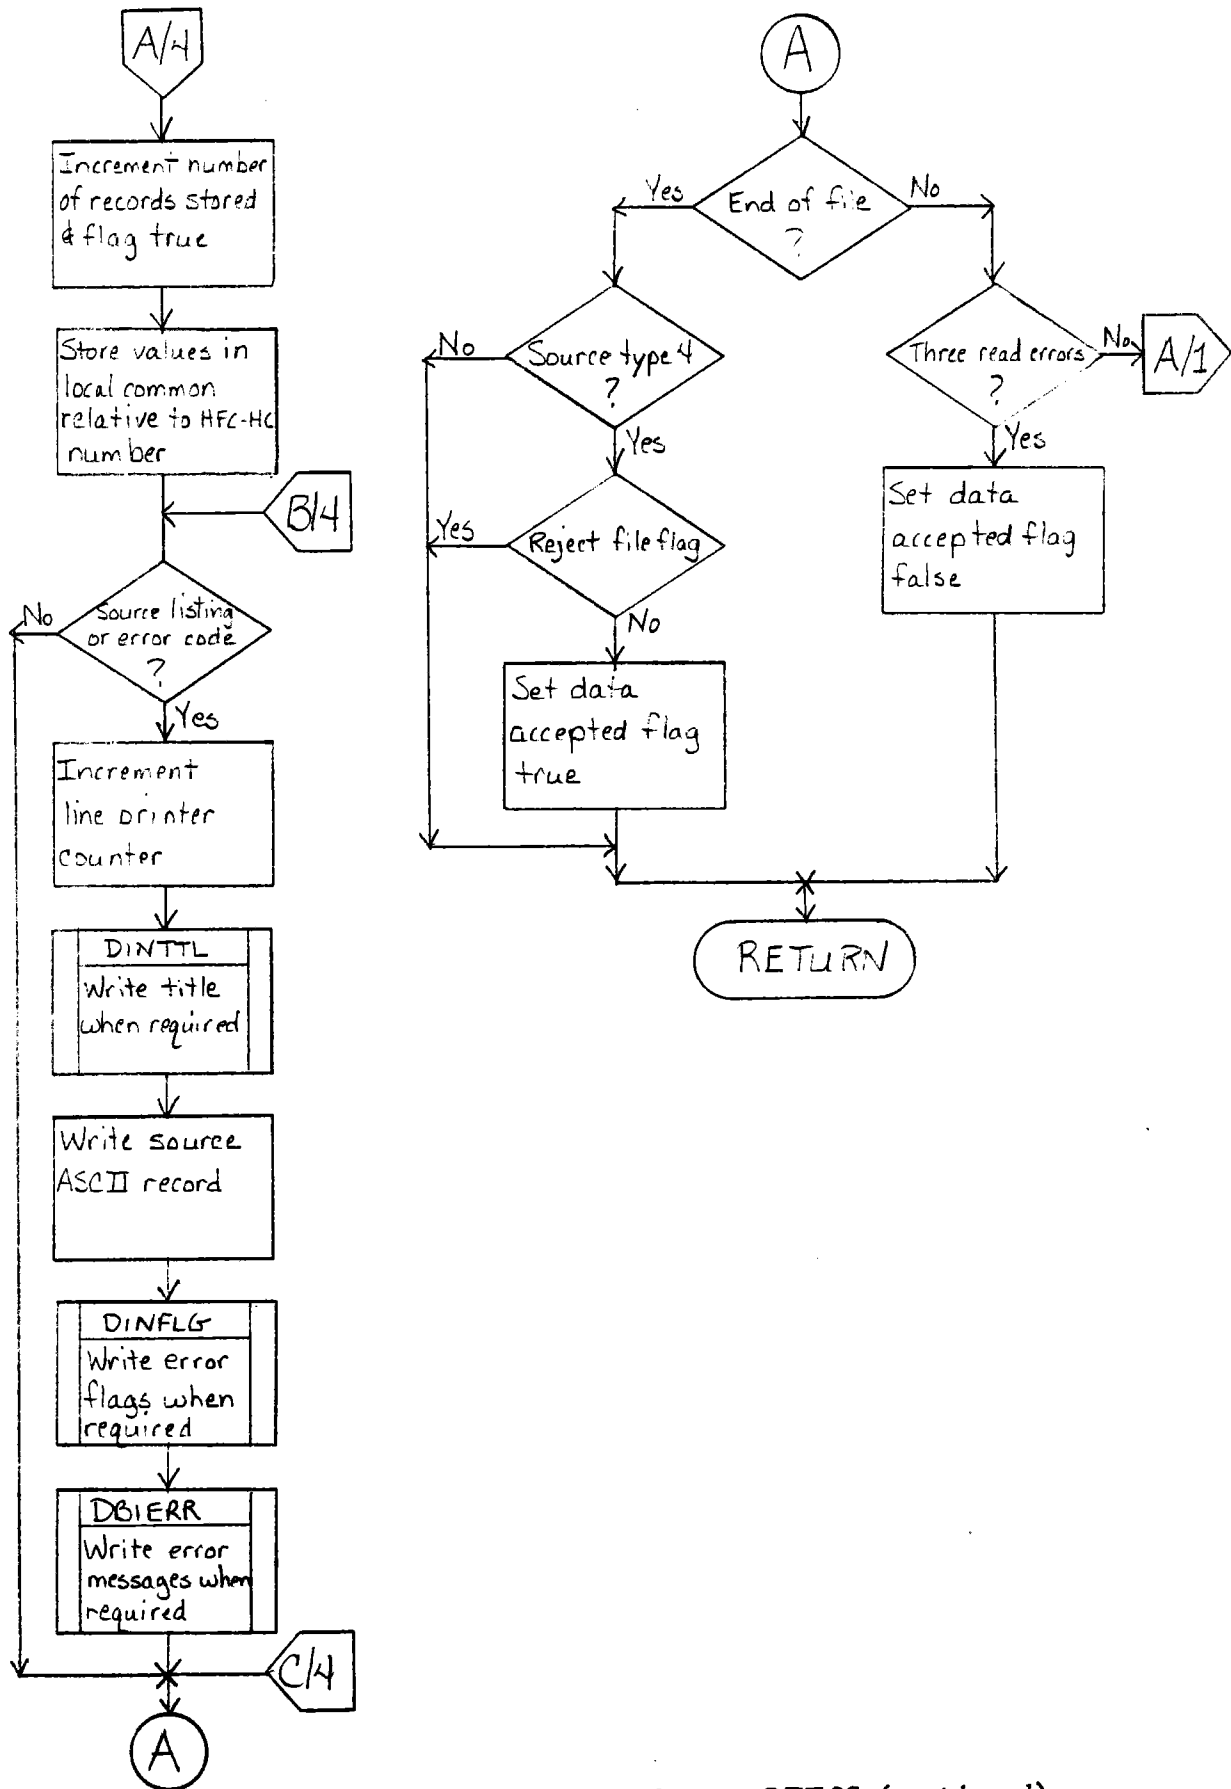 A/4
Increment number
of records stored
& flag true
Store values in
local common
relative to HFC-HC
number
B/4
Source listing
or error code
?
No
Yes
Increment
line printer
counter
DINTTL
Write title
when required
Write source
ASCII record
DINFLG
Write error
flags when
required
DBIERR
Write error
messages when
required
C/4
A
A
End of file
?
Yes
No
Source type 4
?
No
Yes
Three read errors
?
No
A/1
Yes
Reject file flag
Yes
No
Set data
accepted flag
false
Set data
accepted flag
true
RETURN
(continued)